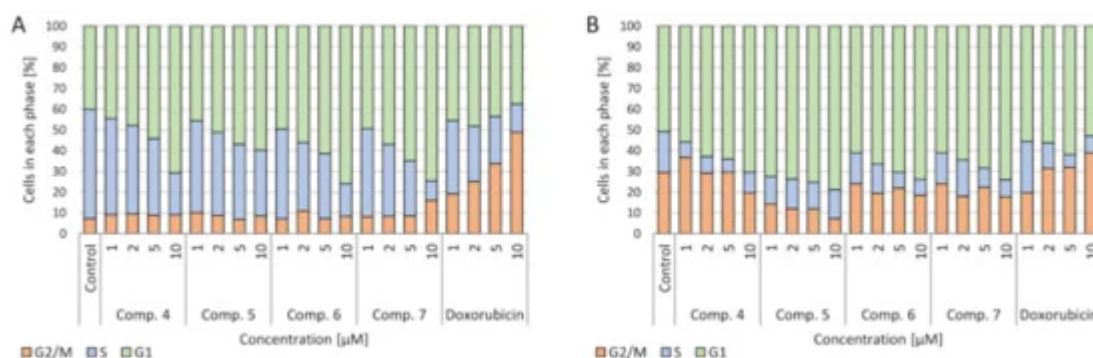 A
B
Cells in each phase [%]
100
90
80
70
60
50
40
30
20
10
0
Control 1 2 5 10 1 2 5 10 1 2 5 10 1 2 5 10 1 2 5 10
Comp. 4 Comp. 5 Comp. 6 Comp. 7 Doxorubicin
Concentration [µM]
G2/M S G1
Cells in each phase [%]
100
90
80
70
60
50
40
30
20
10
0
Control 1 2 5 10 1 2 5 10 1 2 5 10 1 2 5 10 1 2 5 10
Comp. 4 Comp. 5 Comp. 6 Comp. 7 Doxorubicin
Concentration [µM]
G2/M S G1